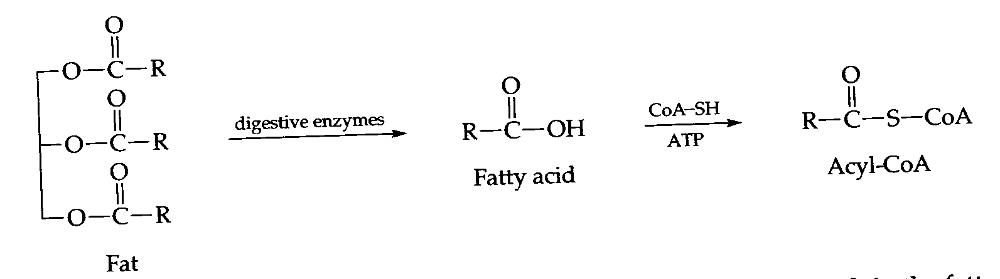 O
O—C—R
O
O—C—R
O
O—C—R
Fat
digestive enzymes
O
R—C—OH
Fatty acid
CoA–SH
ATP
O
R—C—S—CoA
Acyl-CoA